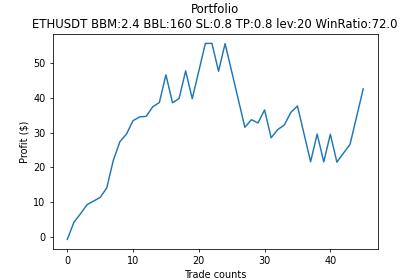 Portfolio
ETHUSDT BBM:2.4 BBL:160 SL:0.8 TP:0.8 lev:20 WinRatio:72.0
50
40
30
20
10
0
Profit ($)
0 10 20 30 40
Trade counts